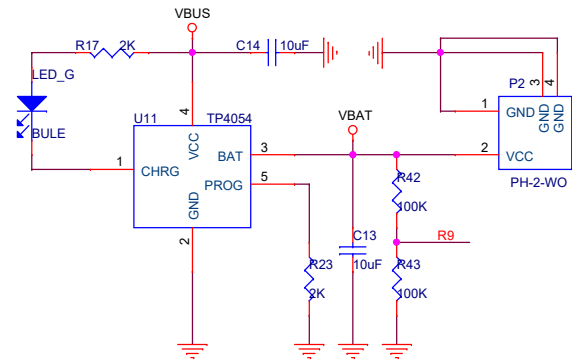 VBUS
R17
2K
C14
10uF
LED_G
BULE
P2
3
4
GND
GND
1
GND
2
VCC
PH-2-WO
U11
TP4054
4
VCC
1
CHRG
BAT
3
PROG
5
GND
2
VBAT
R42
100K
R9
C13
10uF
R23
2K
R43
100K